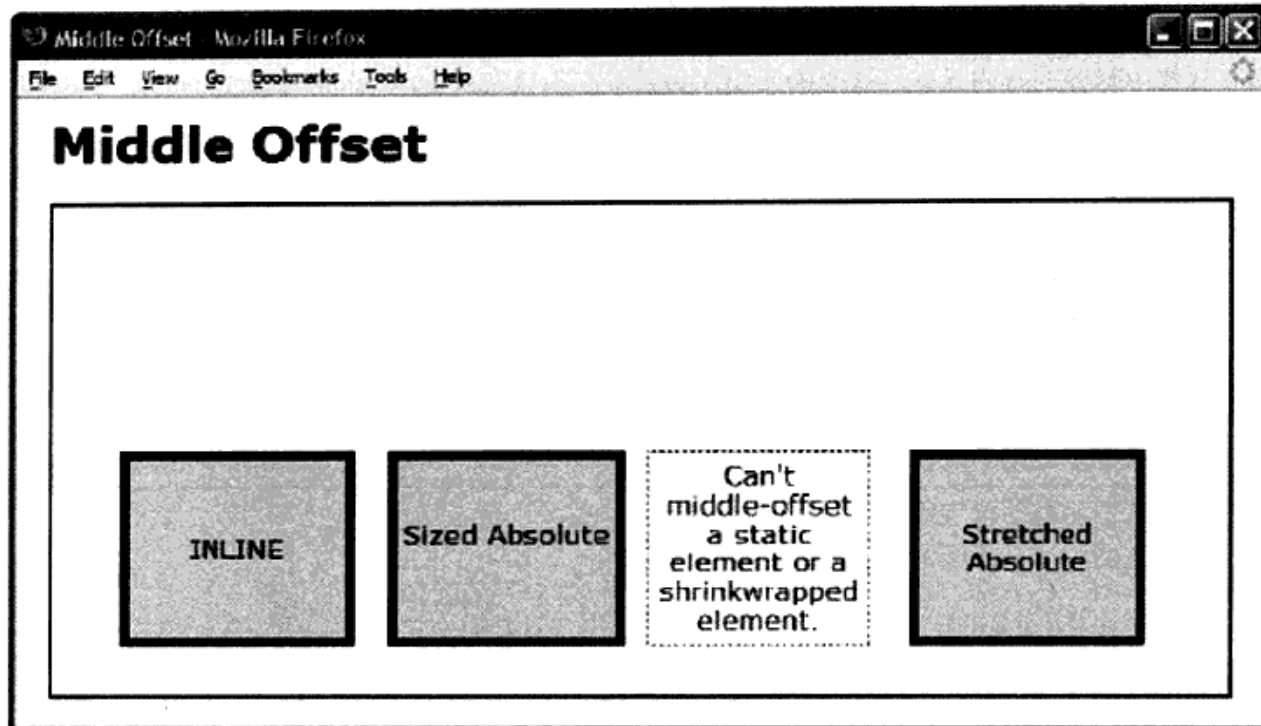 Middle Offset - Mozilla Firefox
File Edit View Go Bookmarks Tools Help
Middle Offset
INLINE
Sized Absolute
Can't
middle-offset
a static
element or a
shrinkwrapped
element.
Stretched
Absolute